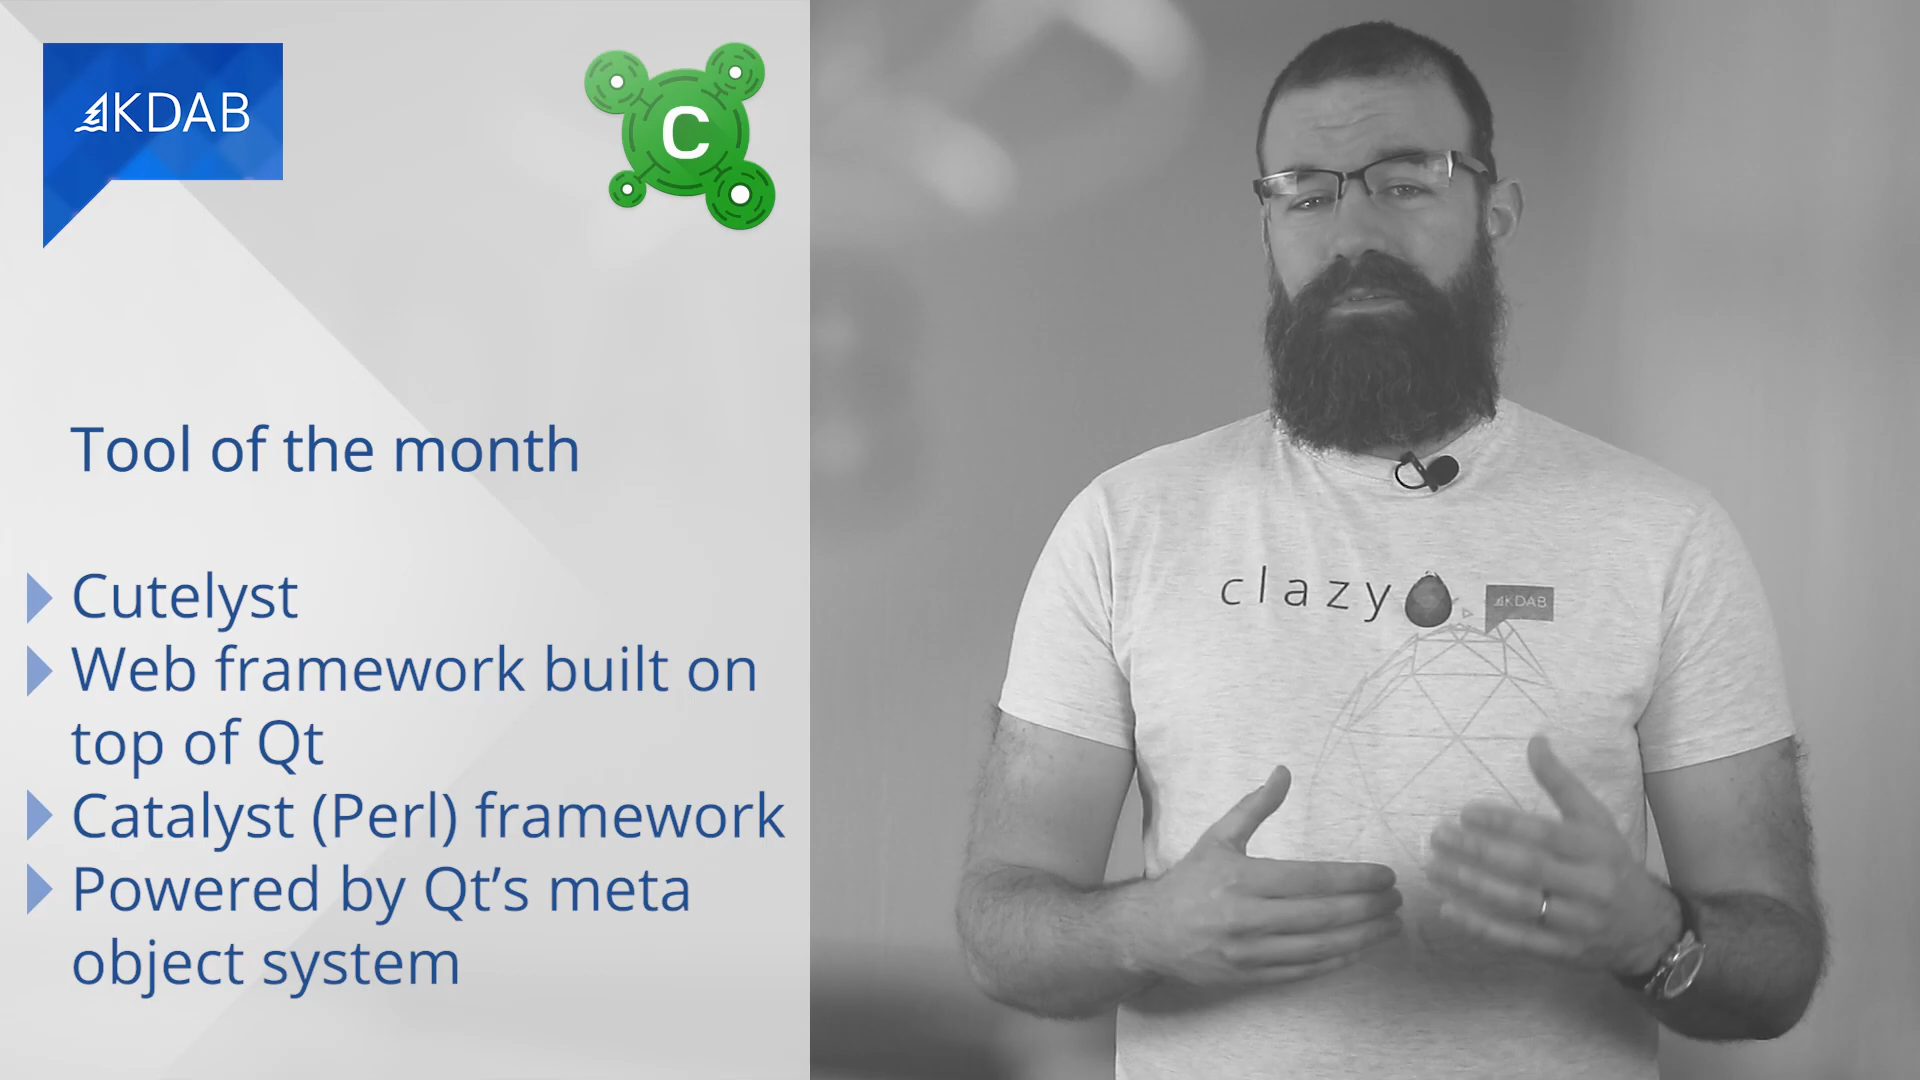 KDAB
C
Tool of the month
Cutelyst
Web framework built on
top of Qt
Catalyst (Perl) framework
Powered by Qt’s meta
object system
clazy
KDAB